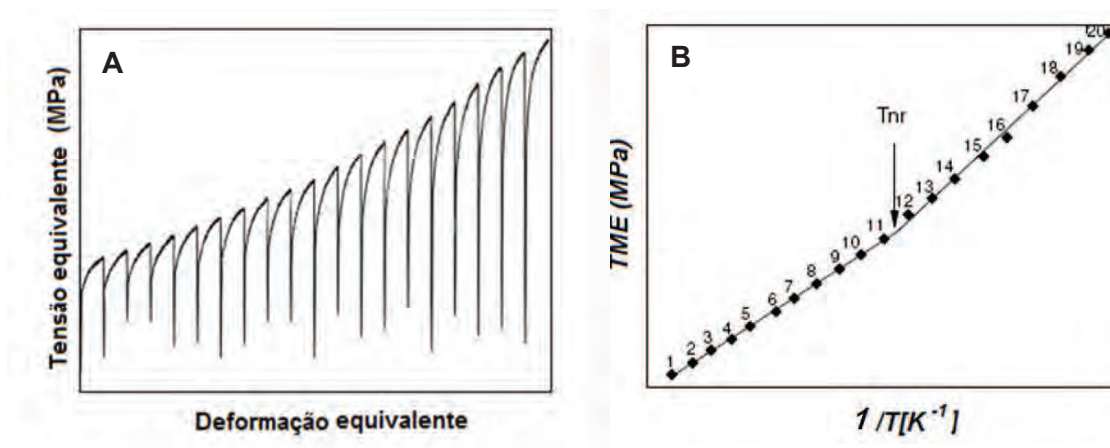 A
Tensão equivalente (MPa)
Deformação equivalente
B
TME (MPa)
Tnr
1
2
3
4
5
6
7
8
9
10
11
12
13
14
15
16
17
18
19
20
1 /T[K⁻¹]